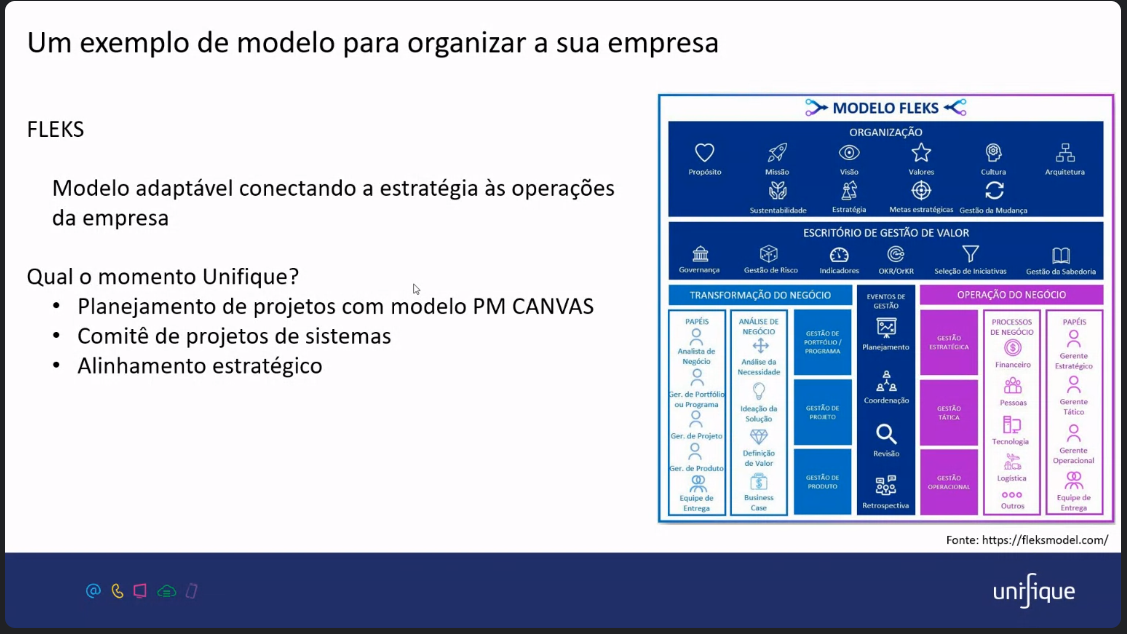 Um exemplo de modelo para organizar a sua empresa
FLEKS
Modelo adaptável conectando a estratégia às operações
da empresa
Qual o momento Unifique?
• Planejamento de projetos com modelo PM CANVAS
• Comitê de projetos de sistemas
• Alinhamento estratégico
MODELO FLEKS
ORGANIZAÇÃO
Propósito
Missão
Visão
Valores
Cultura
Arquitetura
Sustentabilidade
Estratégia
Metas estratégicas
Gestão da Mudança
ESCRITÓRIO DE GESTÃO DE VALOR
Governança
Gestão de Risco
Indicadores
OKR/OrKR
Seleção de Iniciativas
Gestão da Sabedoria
TRANSFORMAÇÃO DO NEGÓCIO
PAPÉIS
Analista de
Negócio
Ger. de Portfólio
ou Programa
Ger. de Projeto
Ger. de Produto
Equipe de
Entrega
ANÁLISE DE
NEGÓCIO
Análise da
Necessidade
Ideação da
Solução
Definição
de Valor
Business
Case
GESTÃO DE
PORTFÓLIO /
PROGRAMA
GESTÃO DE
PROJETO
GESTÃO DE
PRODUTO
EVENTOS DE
GESTÃO
Planejamento
Coordenação
Revisão
Retrospectiva
OPERAÇÃO DO NEGÓCIO
GESTÃO
ESTRATÉGICA
GESTÃO
TÁTICA
GESTÃO
OPERACIONAL
PROCESSOS
DE NEGÓCIO
Financeiro
Pessoas
Tecnologia
Logística
Outros
PAPÉIS
Gerente
Estratégico
Gerente
Tático
Gerente
Operacional
Equipe de
Entrega
Fonte: https://fleksmodel.com/
unifique